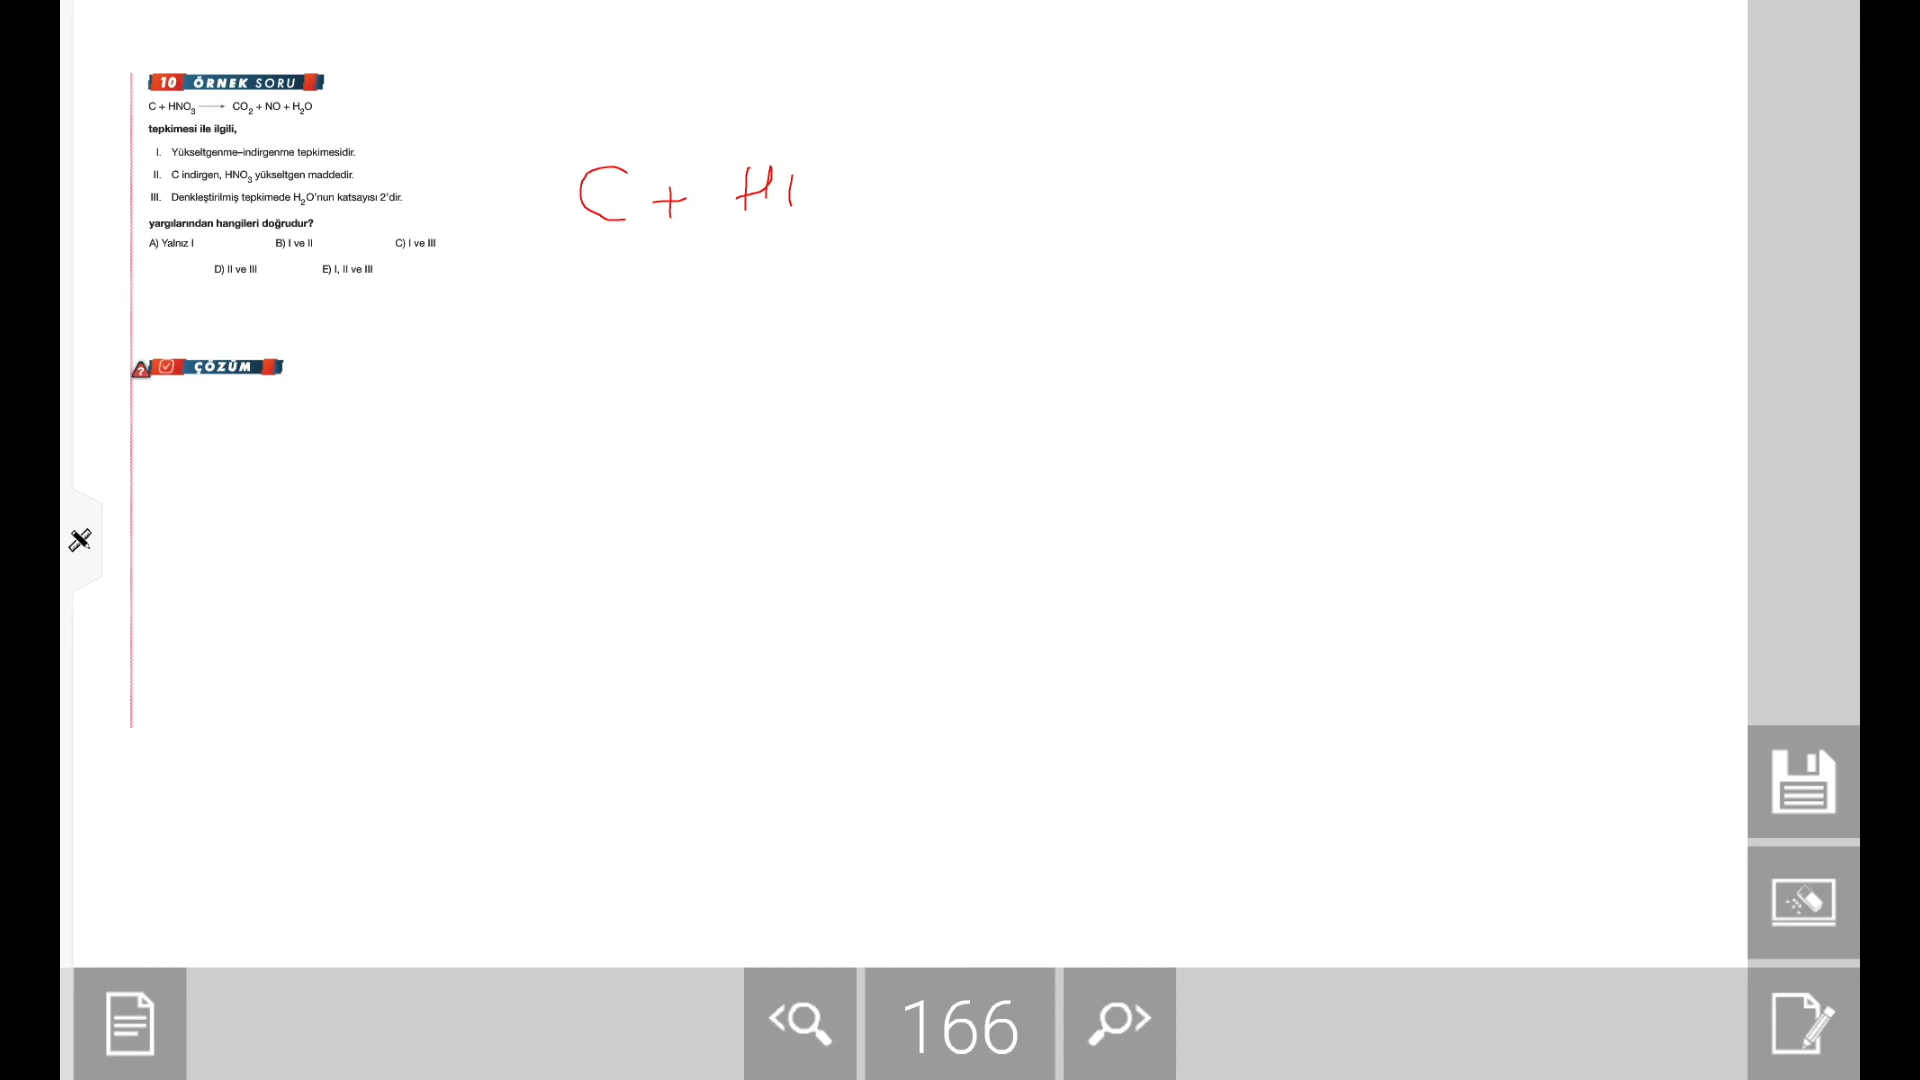 10 ÖRNEK SORU
C + HNO₃ ⟶ CO₂ + NO + H₂O
tepkimesi ile ilgili,
I. Yükseltgenme–indirgenme tepkimesidir.
II. C indirgen, HNO₃ yükseltgen maddedir.
III. Denkleştirilmiş tepkimede H₂O'nun katsayısı 2'dir.
yargılarından hangileri doğrudur?
A) Yalnız I B) I ve II C) I ve III
D) II ve III E) I, II ve III
C + HI
ÇÖZÜM
166